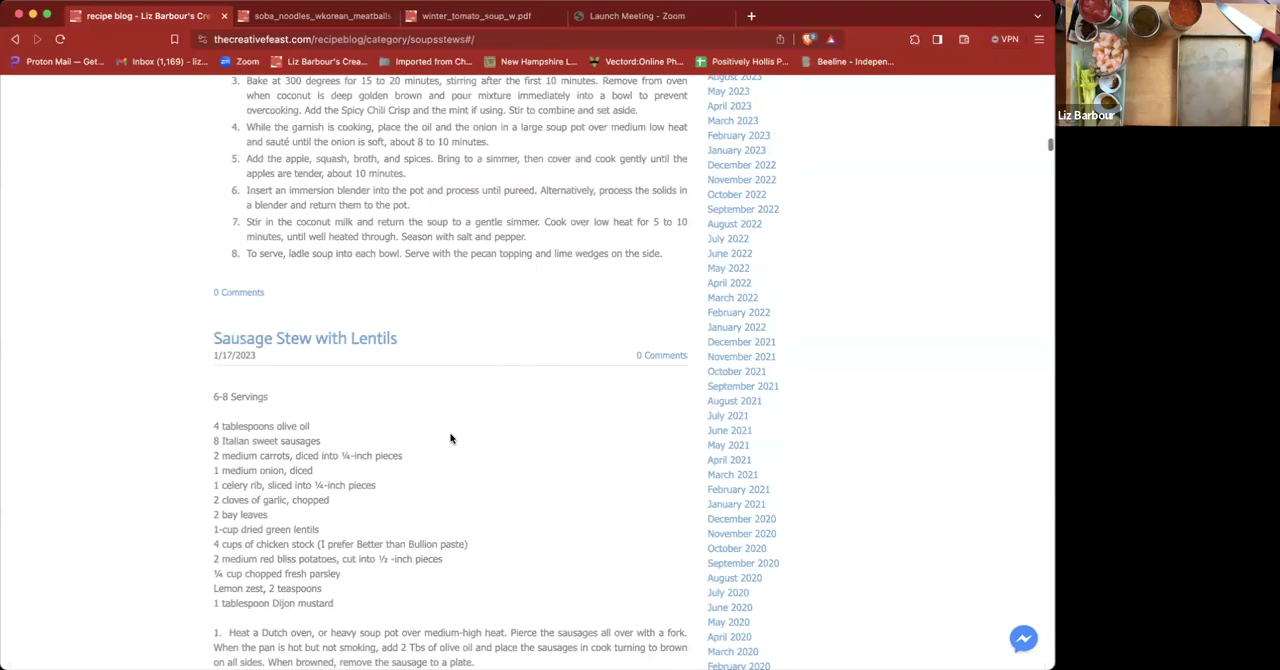 recipe blog - Liz Barbour's Cre
soba_noodles_wkorean_meatballs
winter_tomato_soup_w.pdf
Launch Meeting - Zoom
thecreativefeast.com/recipeblog/category/soupsstews#/
VPN
Proton Mail — Get...
Inbox (1,169) - liz...
Zoom
Liz Barbour's Crea...
Imported from Ch...
New Hampshire L...
Vectord:Online Ph...
Positively Hollis P...
Beeline - Indepen...
Liz Barbour
3. Bake at 300 degrees for 15 to 20 minutes, stirring after the first 10 minutes. Remove from oven
when coconut is deep golden brown and pour mixture immediately into a bowl to prevent
overcooking. Add the Spicy Chili Crisp and the mint if using. Stir to combine and set aside.
4. While the garnish is cooking, place the oil and the onion in a large soup pot over medium low heat
and sauté until the onion is soft, about 8 to 10 minutes.
5. Add the apple, squash, broth, and spices. Bring to a simmer, then cover and cook gently until the
apples are tender, about 10 minutes.
6. Insert an immersion blender into the pot and process until pureed. Alternatively, process the solids in
a blender and return them to the pot.
7. Stir in the coconut milk and return the soup to a gentle simmer. Cook over low heat for 5 to 10
minutes, until well heated through. Season with salt and pepper.
8. To serve, ladle soup into each bowl. Serve with the pecan topping and lime wedges on the side.
0 Comments
Sausage Stew with Lentils
1/17/2023
0 Comments
6-8 Servings
4 tablespoons olive oil
8 Italian sweet sausages
2 medium carrots, diced into ¼-inch pieces
1 medium onion, diced
1 celery rib, sliced into ¼-inch pieces
2 cloves of garlic, chopped
2 bay leaves
1-cup dried green lentils
4 cups of chicken stock (I prefer Better than Bullion paste)
2 medium red bliss potatoes, cut into ½ -inch pieces
¼ cup chopped fresh parsley
Lemon zest, 2 teaspoons
1 tablespoon Dijon mustard
1. Heat a Dutch oven, or heavy soup pot over medium-high heat. Pierce the sausages all over with a fork.
When the pan is hot but not smoking, add 2 Tbs of olive oil and place the sausages in cook turning to brown
on all sides. When browned, remove the sausage to a plate.
August 2023
May 2023
April 2023
March 2023
February 2023
January 2023
December 2022
November 2022
October 2022
September 2022
August 2022
July 2022
June 2022
May 2022
April 2022
March 2022
February 2022
January 2022
December 2021
November 2021
October 2021
September 2021
August 2021
July 2021
June 2021
May 2021
April 2021
March 2021
February 2021
January 2021
December 2020
November 2020
October 2020
September 2020
August 2020
July 2020
June 2020
May 2020
April 2020
March 2020
February 2020